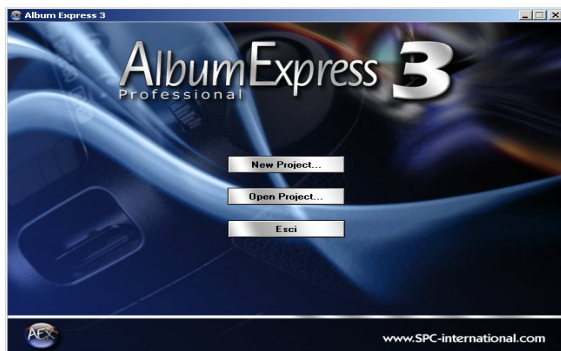 Album Express 3
AlbumExpress 3
Professional
New Project...
Open Project...
Esci
AEX
www.SPC-international.com